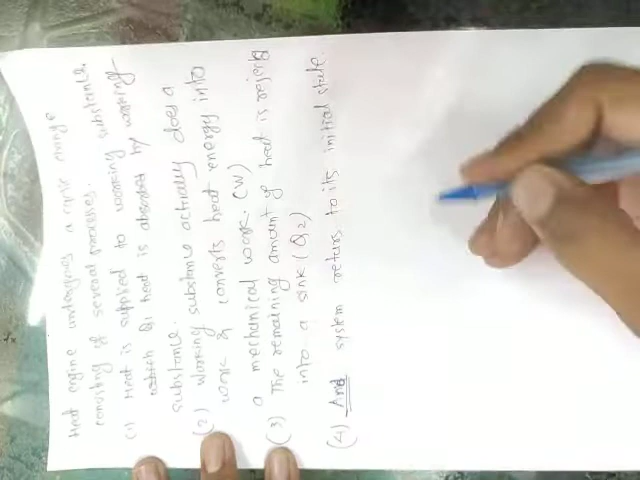 Heat engine undergoes a cyclic change
consisting of several processes.
(1) Heat is supplied to working substance.
which Q1 heat is absorbed by working
substance.
(2) Working substance actually does a
work & converts heat energy into
a mechanical work. (W)
(3) The remaining amount of heat is rejected
into a sink (Q2)
(4) And system returs to its initial state.